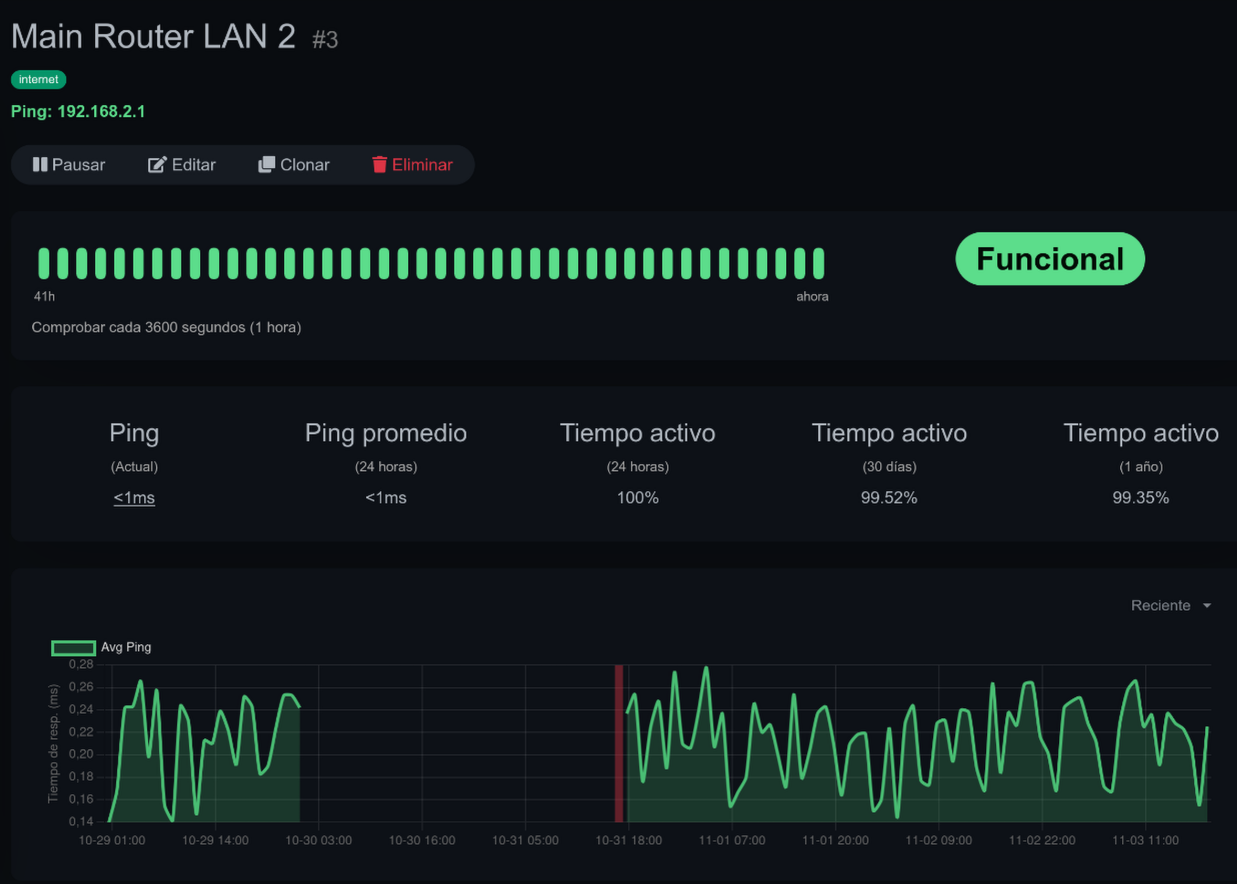 Main Router LAN 2 #3
internet
Ping: 192.168.2.1
Pausar Editar Clonar Eliminar
Funcional
41h ahora
Comprobar cada 3600 segundos (1 hora)
Ping Ping promedio Tiempo activo Tiempo activo Tiempo activo
(Actual) (24 horas) (24 horas) (30 días) (1 año)
<1ms <1ms 100% 99.52% 99.35%
Reciente
Avg Ping
Tiempo de resp. (ms)
0,28
0,26
0,24
0,22
0,20
0,18
0,16
0,14
10-29 01:00 10-29 14:00 10-30 03:00 10-30 16:00 10-31 05:00 10-31 18:00 11-01 07:00 11-01 20:00 11-02 09:00 11-02 22:00 11-03 11:00